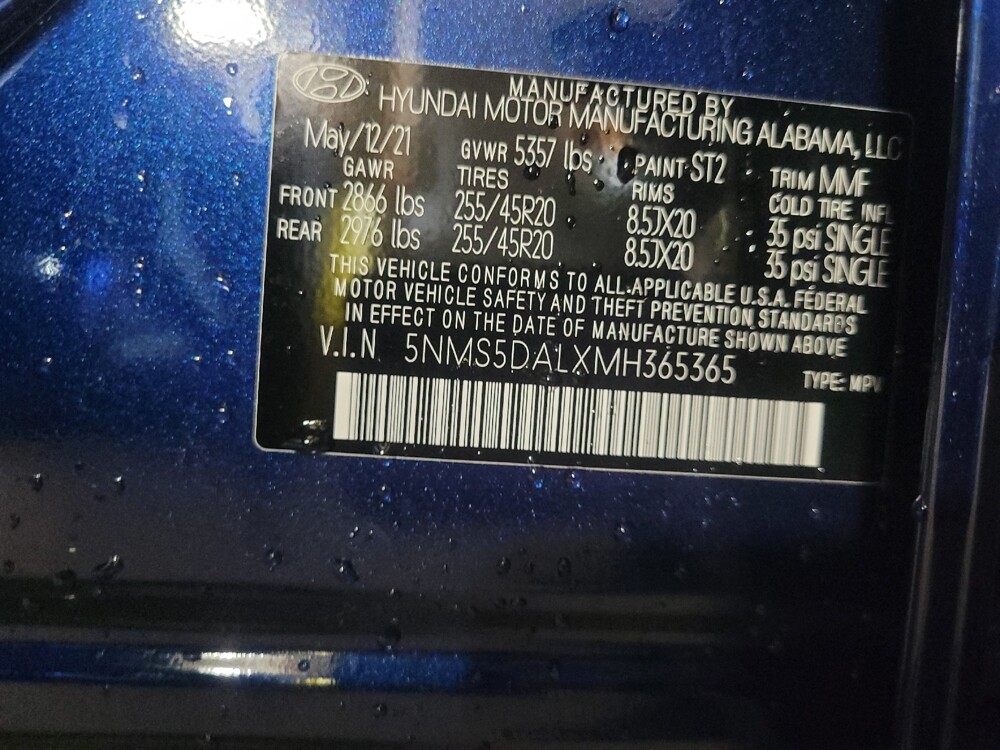 MANUFACTURED BY
HYUNDAI MOTOR MANUFACTURING ALABAMA, LLC
May/12/21 GVWR 5357 lbs PAINT ST2 TRIM MMF
GAWR TIRES RIMS COLD TIRE INFL
FRONT 2866 lbs 255/45R20 8.5JX20 35 psi SINGLE
REAR 2976 lbs 255/45R20 8.5JX20 35 psi SINGLE
THIS VEHICLE CONFORMS TO ALL APPLICABLE U.S.A. FEDERAL
MOTOR VEHICLE SAFETY AND THEFT PREVENTION STANDARDS
IN EFFECT ON THE DATE OF MANUFACTURE SHOWN ABOVE
V.I.N 5NMS5DALXMH365365 TYPE: MPV